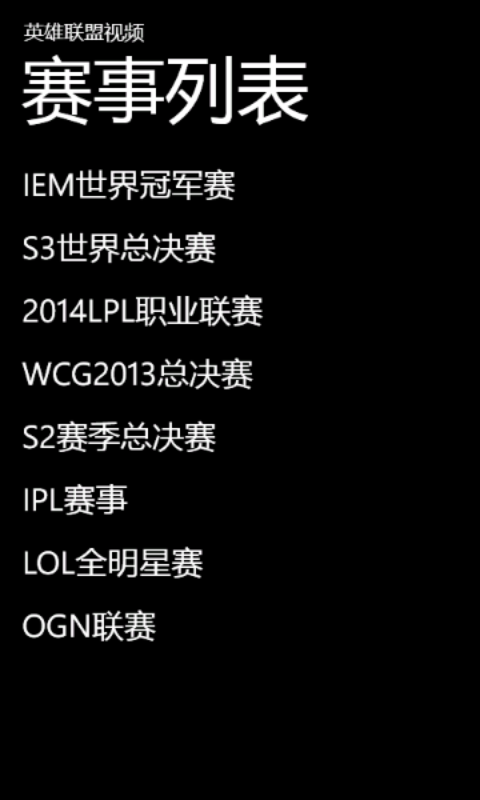 英雄联盟视频
赛事列表
IEM世界冠军赛
S3世界总决赛
2014LPL职业联赛
WCG2013总决赛
S2赛季总决赛
IPL赛事
LOL全明星赛
OGN联赛